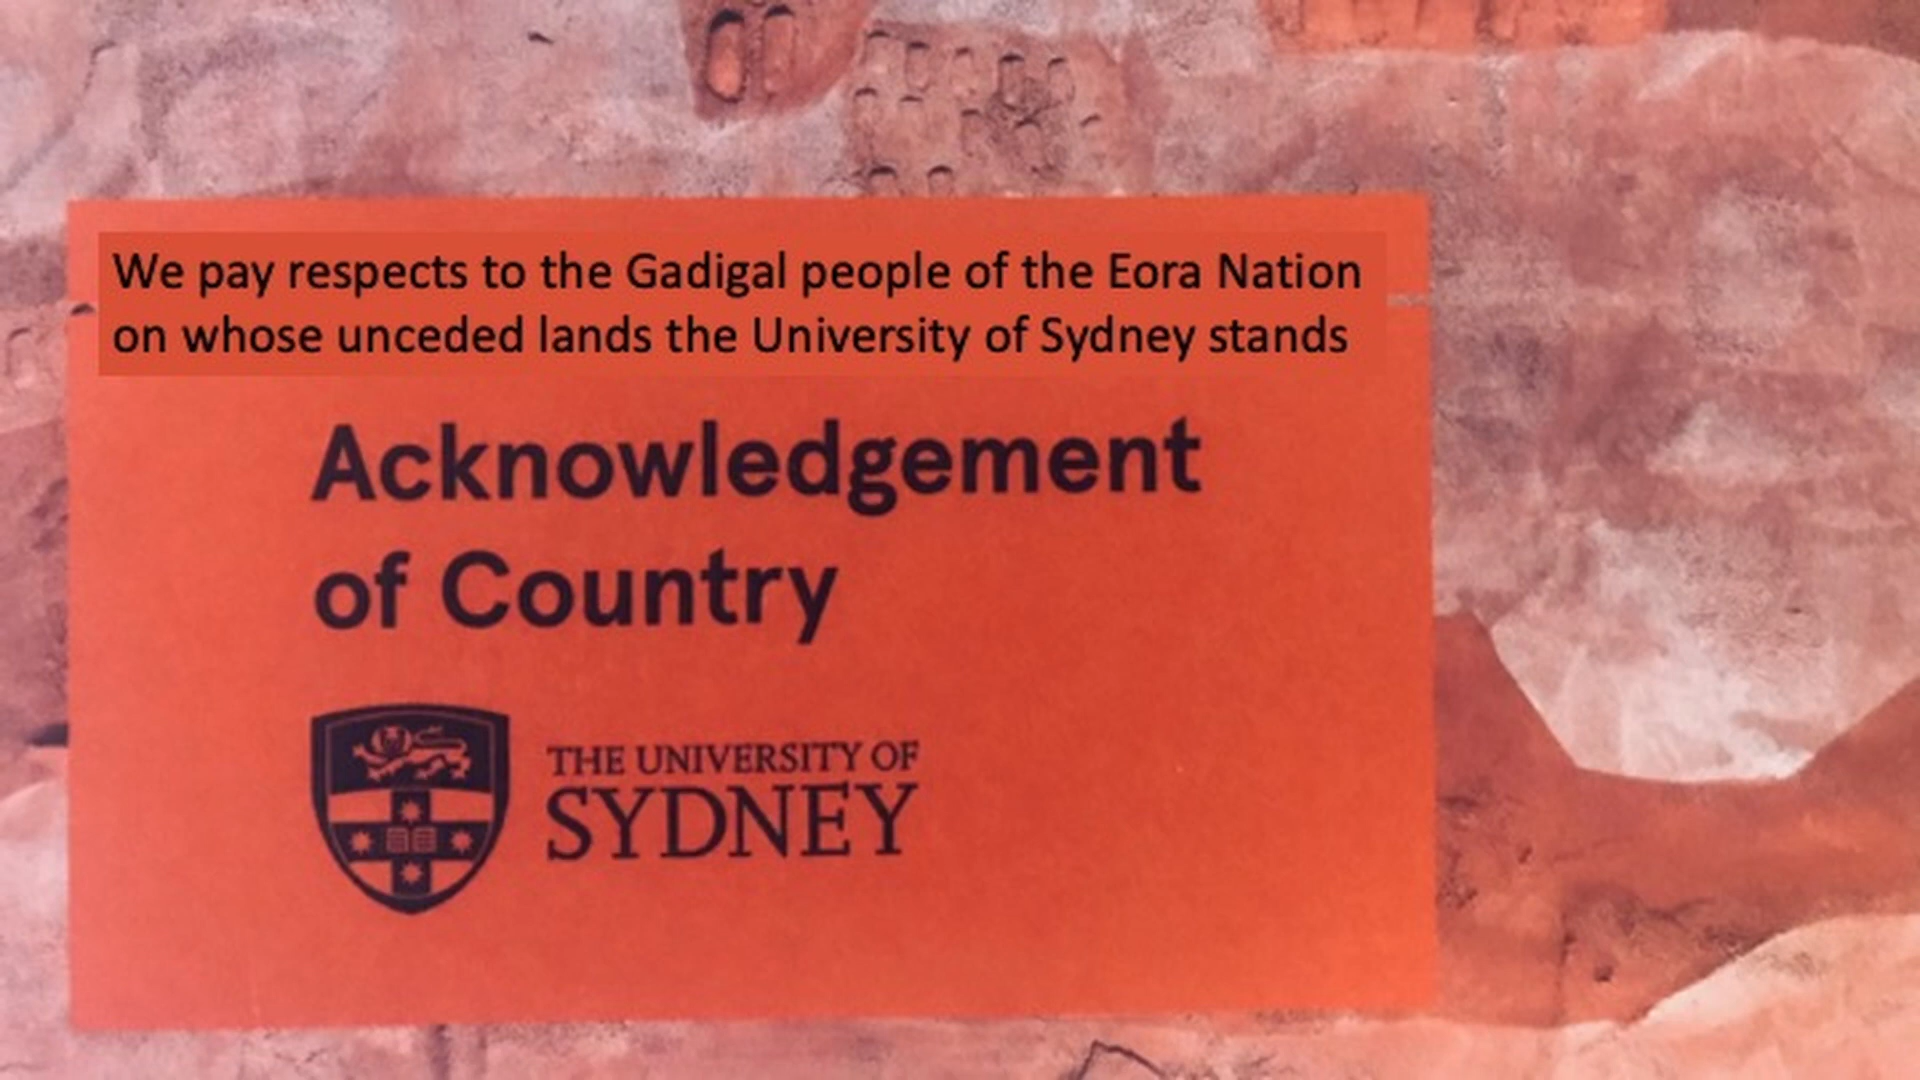 We pay respects to the Gadigal people of the Eora Nation
on whose unceded lands the University of Sydney stands
Acknowledgement
of Country
THE UNIVERSITY OF
SYDNEY